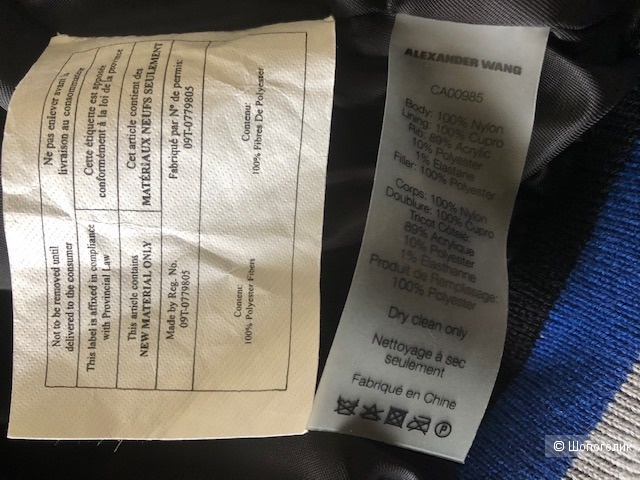 Ne pas enlever avant la
livraison au consommateur
Cette étiquette est apposée
conformément à la loi de la province
Cet article contient des
MATÉRIAUX NEUFS SEULEMENT
Fabriqué par N° de permis:
09T-0779805
Contenu:
100% Fibres De Polyester
Not to be removed until
delivered to the consumer
This label is affixed in compliance
with Provincial Law
This article contains
NEW MATERIAL ONLY
Made by Reg. No.
09T-0779805
Content:
100% Polyester Fibers
ALEXANDER WANG
CA00985
Body: 100% Nylon
Lining: 100% Cupro
Rib: 89% Acrylic
10% Polyester
1% Elastane
Filler: 100% Polyester
Corps: 100% Nylon
Doublure: 100% Cupro
Tricot Côtelé:
89% Acrylique
10% Polyester
1% Elasthanne
Produit de Remplissage:
100% Polyester
Dry clean only
Nettoyage à sec
seulement
Fabriqué en Chine
P
© Шопоголик